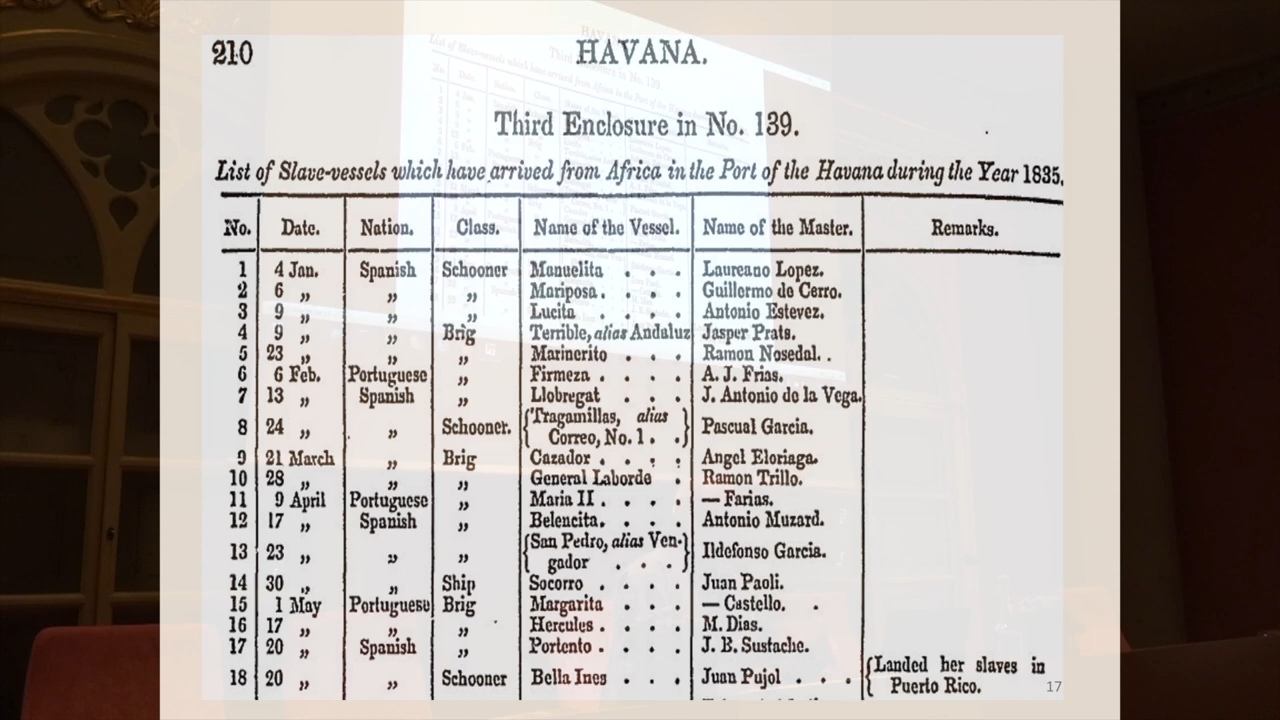 210 HAVANA.
Third Enclosure in No. 139.
List of Slave-vessels which have arrived from Africa in the Port of the Havana during the Year 1835.
No. Date. Nation. Class. Name of the Vessel. Name of the Master. Remarks.
1 4 Jan. Spanish Schooner Manuelita . . . Laureano Lopez.
2 6 „ „ „ Mariposa. . . . Guillermo de Cerro.
3 9 „ „ „ Lucita . . . . Antonio Estevez.
4 9 „ „ Brig Terrible, alias Andaluz Jasper Prats.
5 23 „ „ „ Marinerito . . . Ramon Nosedal. .
6 6 Feb. Portuguese „ Firmeza . . . . A. J. Frias.
7 13 „ Spanish „ Llobregat . . . J. Antonio de la Vega.
8 24 „ „ Schooner. {Tragamillas, alias Correo, No. 1 . .} Pascual Garcia.
9 21 March „ Brig Cazador . . . . Angel Eloriaga.
10 28 „ „ „ General Laborde . Ramon Trillo.
11 9 April Portuguese „ Maria II . . . . — Farias.
12 17 „ Spanish „ Belencita. . . . Antonio Muzard.
13 23 „ „ „ {San Pedro, alias Ven-gador . . .} Ildefonso Garcia.
14 30 „ „ Ship Socorro . . . . Juan Paoli.
15 1 May Portuguese Brig Margarita . . . — Castello. .
16 17 „ „ „ Hercules . . . . M. Dias.
17 20 „ Spanish „ Portento . . . . J. B. Sustache.
18 20 „ „ Schooner Bella Ines . . . Juan Pujol . . . {Landed her slaves in Puerto Rico.
17